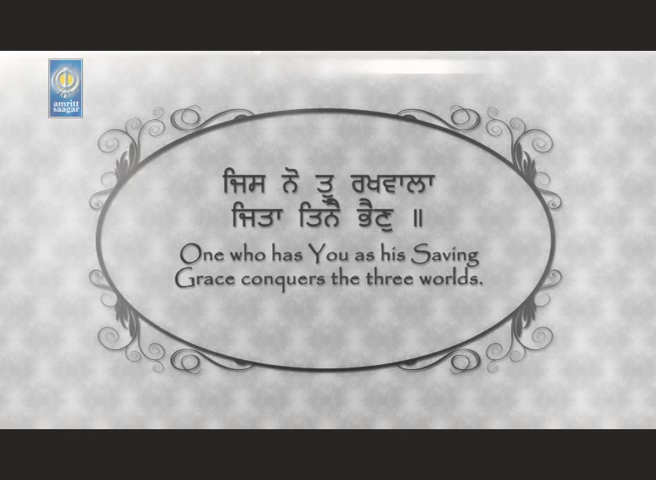 amritt
saagar
ਜਿਸ ਨੋ ਤੂ ਰਖਵਾਲਾ
ਜਿਤਾ ਤਿਨੈ ਭੈਣੁ ॥
One who has You as his Saving
Grace conquers the three worlds.